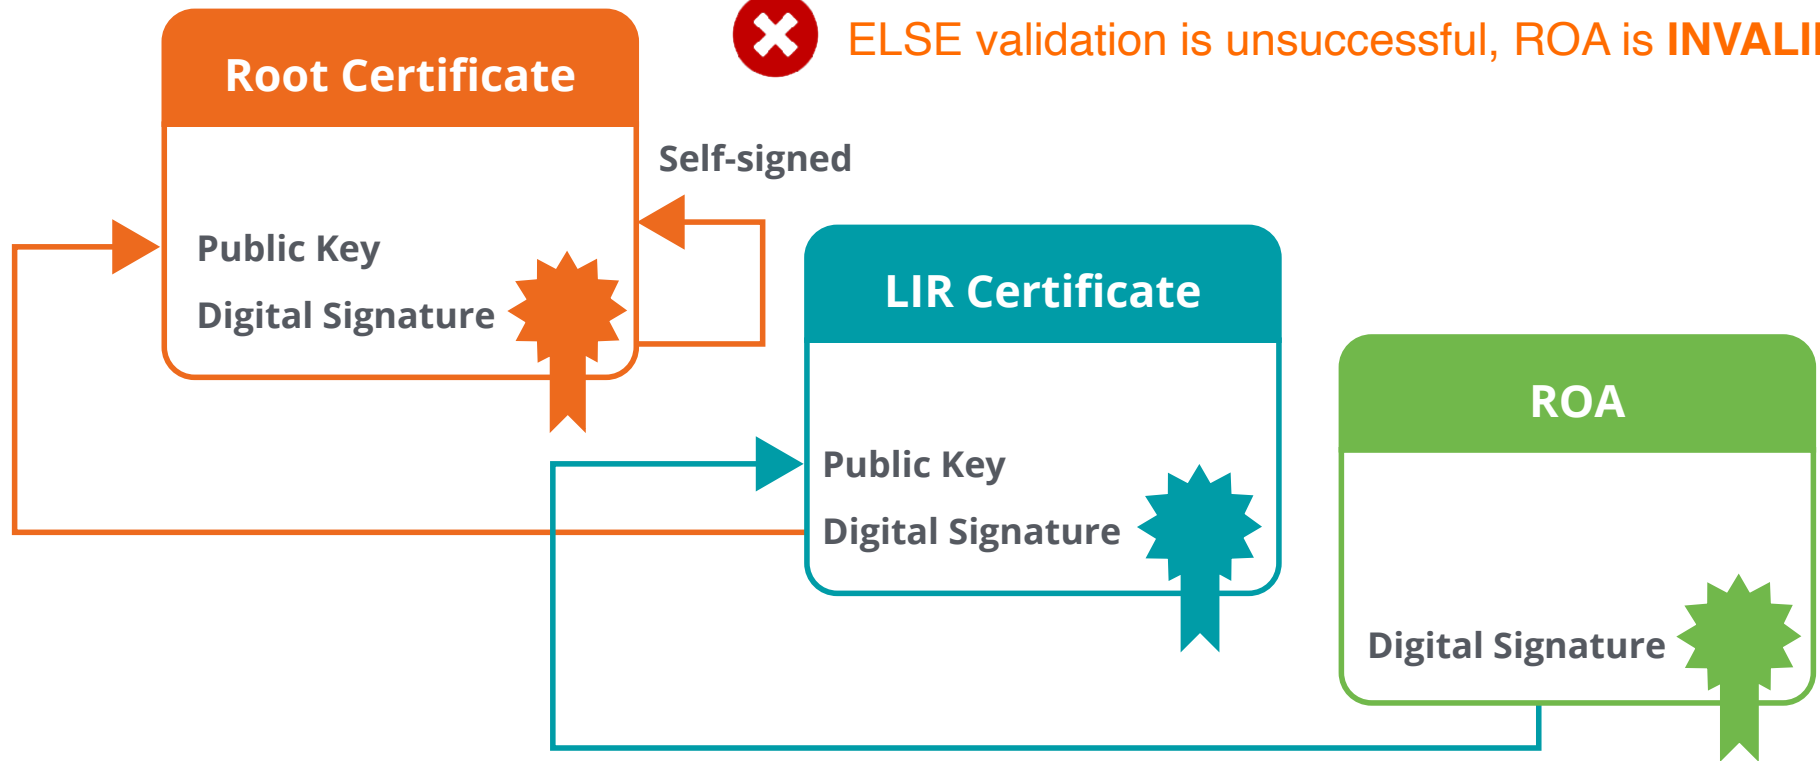 ELSE validation is unsuccessful, ROA is INVALI
Root Certificate
Self-signed
Public Key
Digital Signature
LIR Certificate
Public Key
Digital Signature
ROA
Digital Signature